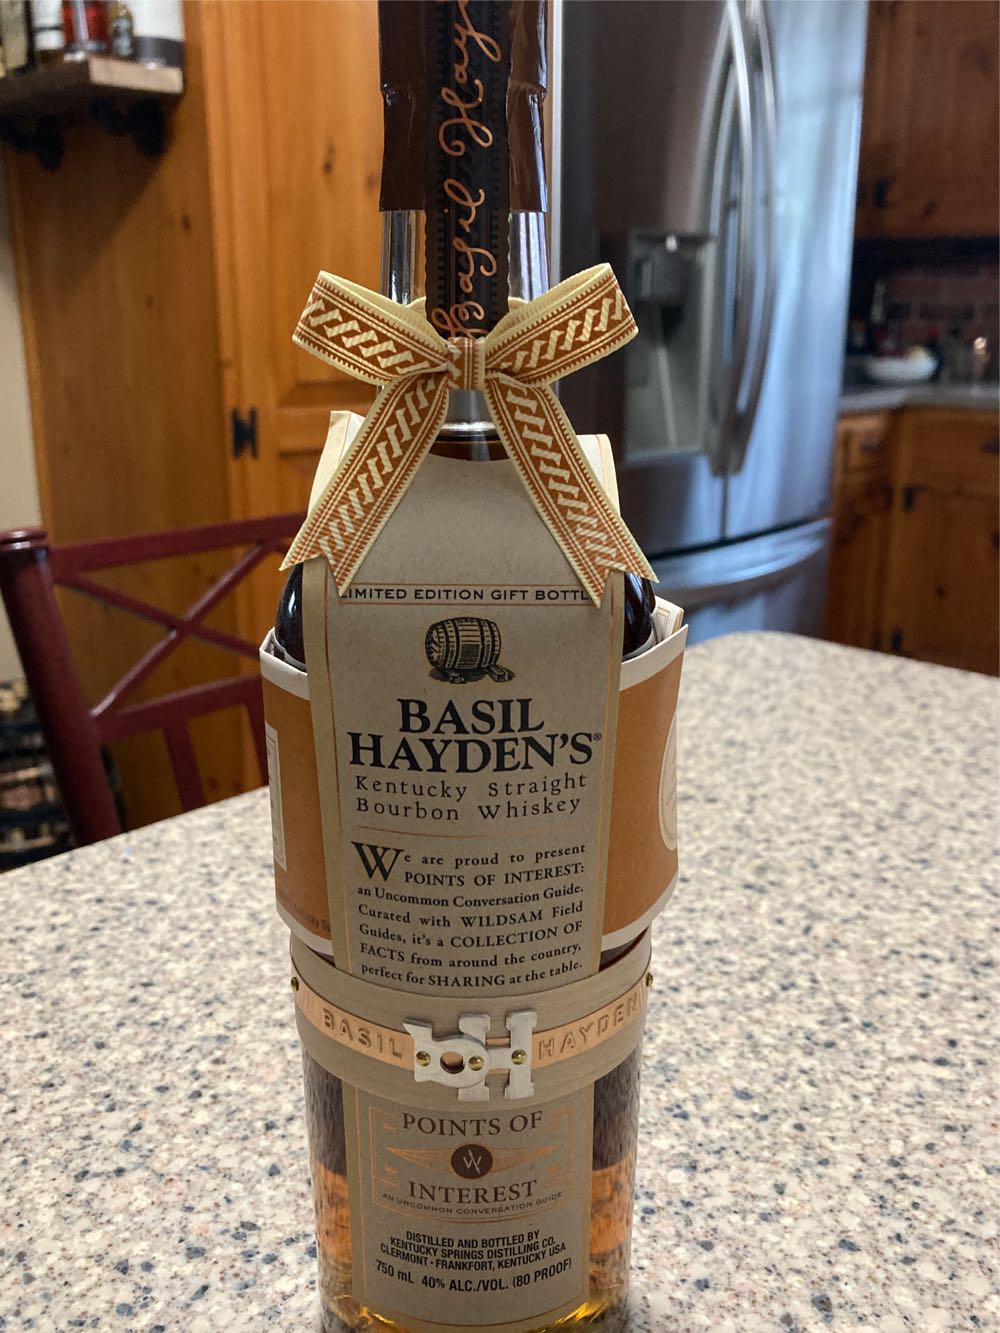 Basil Hay
LIMITED EDITION GIFT BOTTL
BASIL
HAYDEN'S®
Kentucky Straight
Bourbon Whiskey
We are proud to present
POINTS OF INTEREST:
an Uncommon Conversation Guide.
Curated with WILDSAM Field
Guides, it's a COLLECTION OF
FACTS from around the country,
perfect for SHARING at the table.
BASIL BH HAYDEN
POINTS OF
W
INTEREST
AN UNCOMMON CONVERSATION GUIDE
DISTILLED AND BOTTLED BY
KENTUCKY SPRINGS DISTILLING CO.
CLERMONT · FRANKFORT, KENTUCKY USA
750 mL 40% ALC./VOL. (80 PROOF)